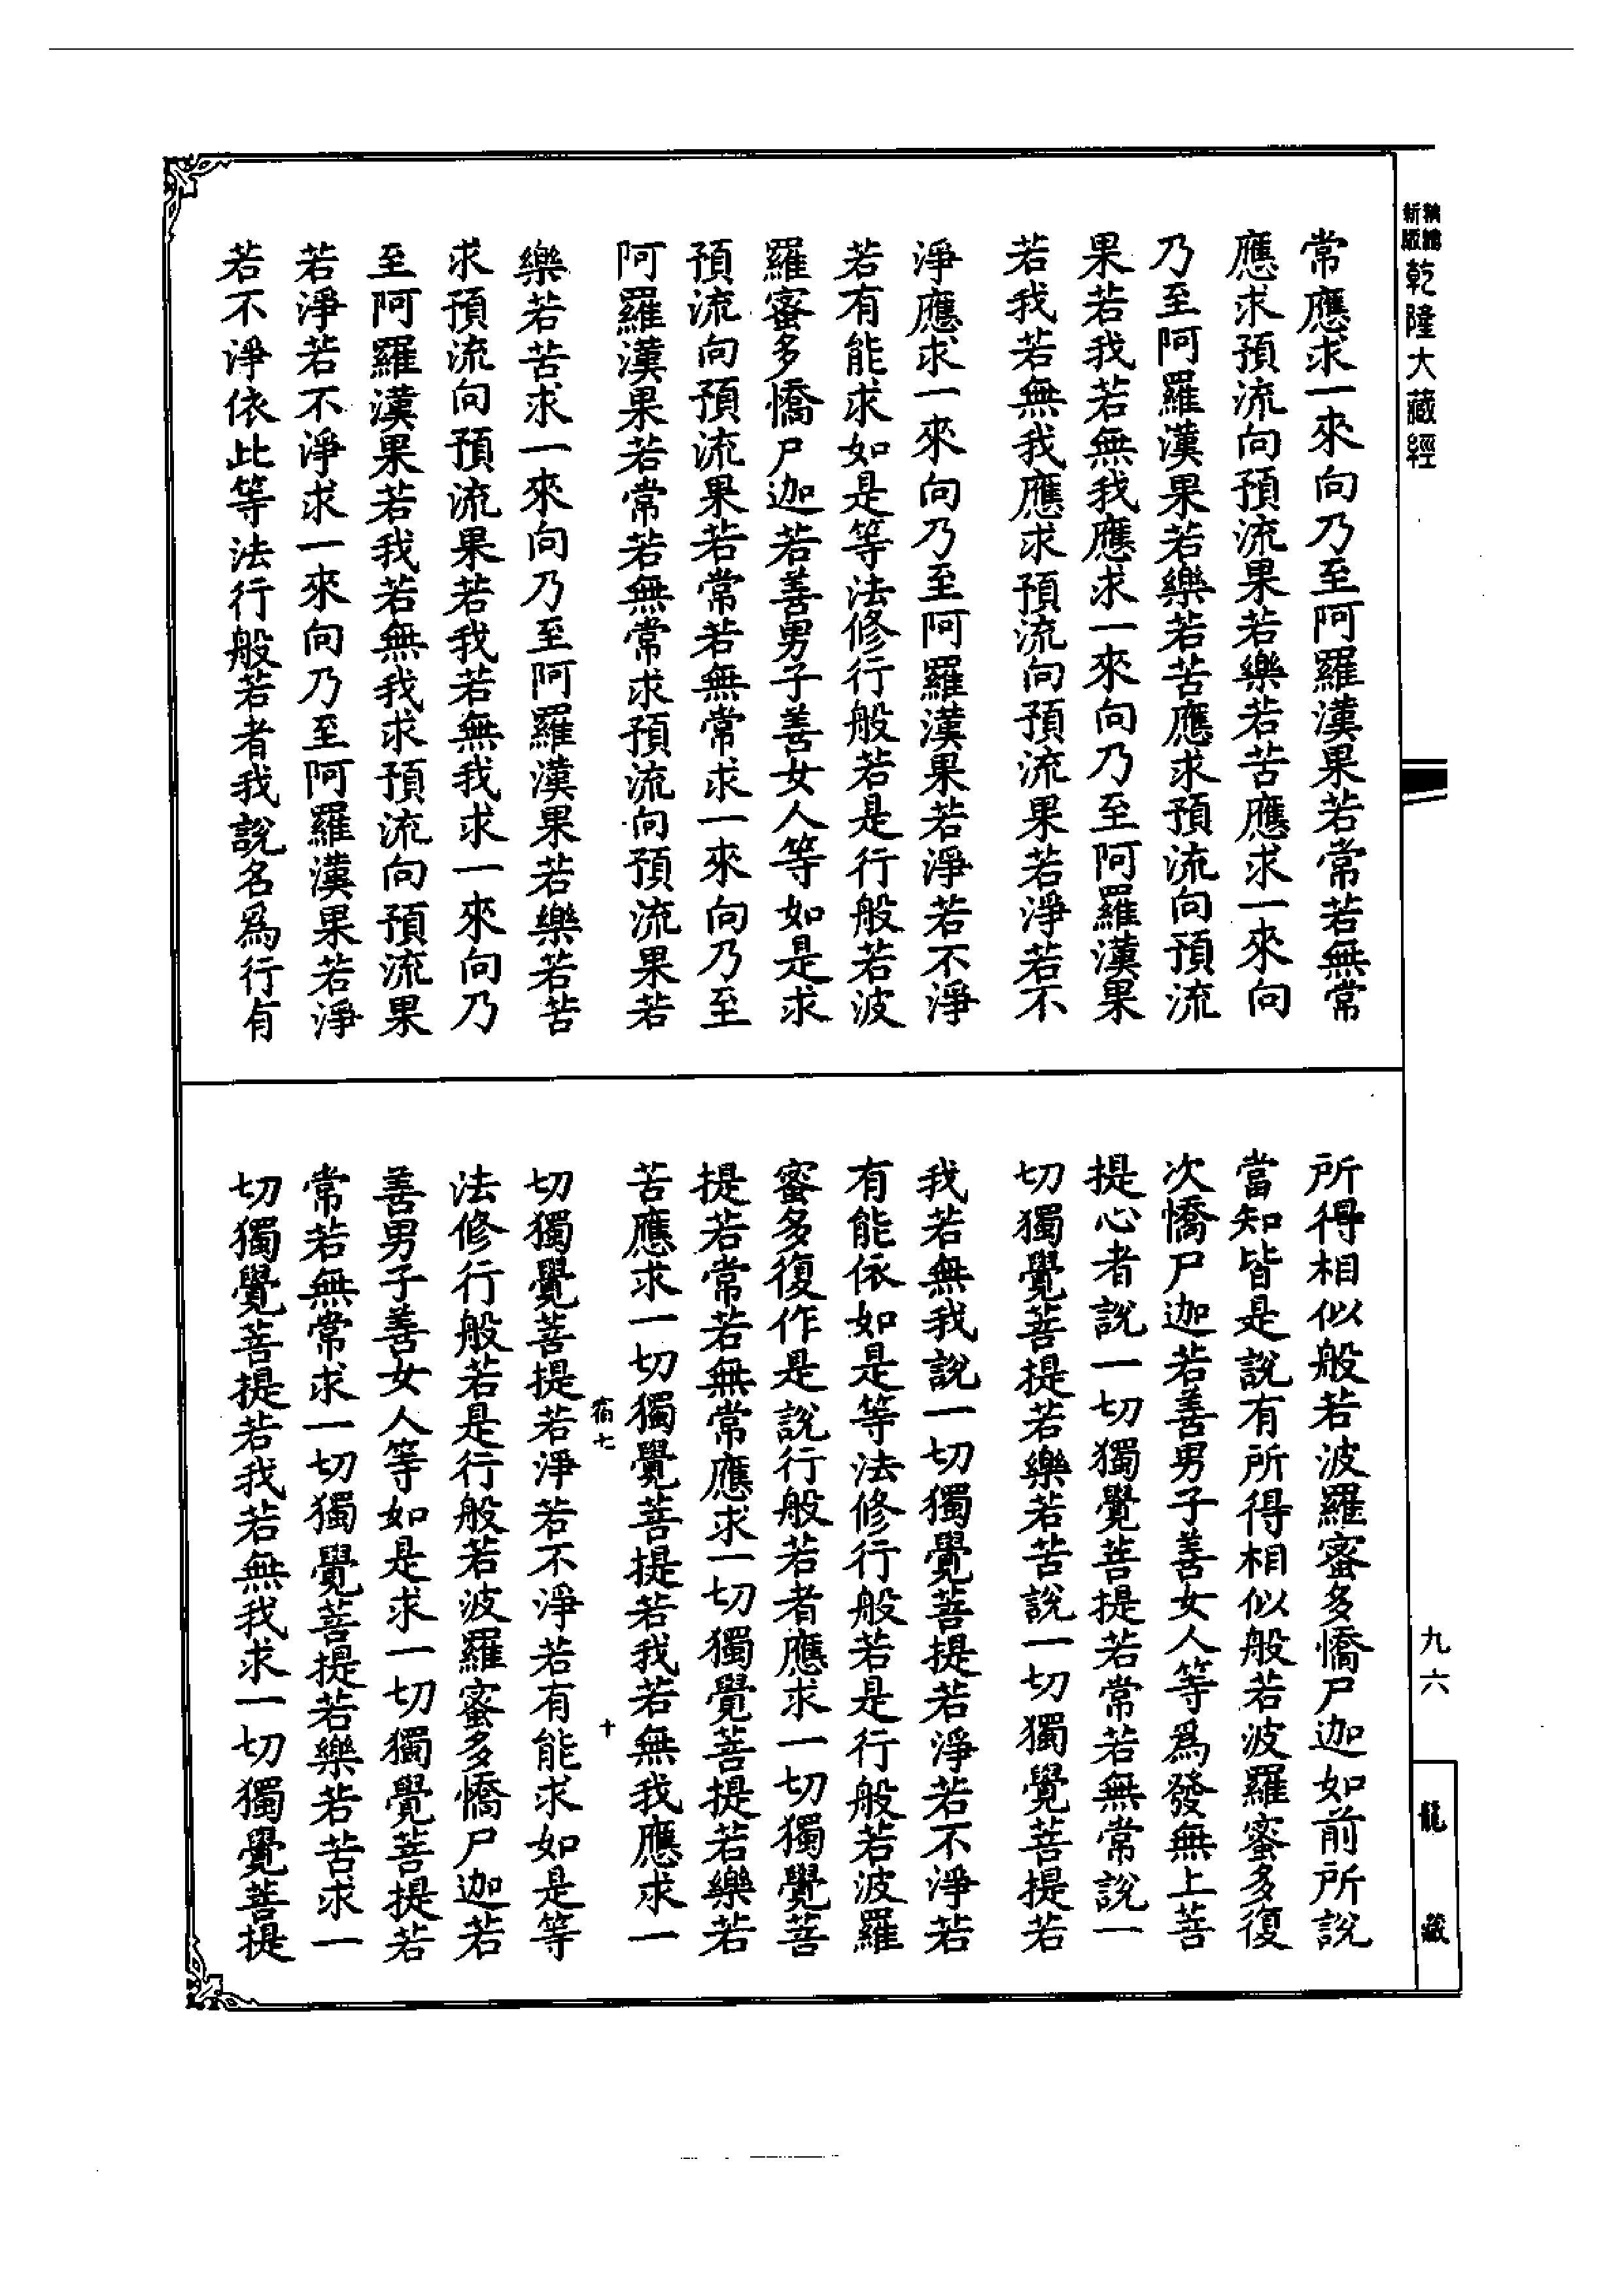 新版
精體
乾隆大藏經
常應求一來向乃至阿羅漢果若常若無常
應求預流向預流果若樂若苦應求一來向
乃至阿羅漢果若樂若苦應求預流向預流
果若我若無我應求一來向乃至阿羅漢果
若我若無我應求預流向預流果若淨若不
淨應求一來向乃至阿羅漢果若淨若不淨
若有能求如是等法修行般若是行般若波
羅蜜多憍尸迦若善男子善女人等如是求
預流向預流果若常若無常求一來向乃至
阿羅漢果若常若無常求預流向預流果若
樂若苦求一來向乃至阿羅漢果若樂若苦
求預流向預流果若我若無我求一來向乃
至阿羅漢果若我若無我求預流向預流果
若淨若不淨求一來向乃至阿羅漢果若淨
若不淨依此等法行般若者我說名爲行有
所得相似般若波羅蜜多憍尸迦如前所說
當知皆是說有所得相似般若波羅蜜多復
次憍尸迦若善男子善女人等爲發無上菩
提心者說一切獨覺菩提若常若無常說一
切獨覺菩提若樂若苦說一切獨覺菩提若
我若無我說一切獨覺菩提若淨若不淨若
有能依如是等法修行般若是行般若波羅
蜜多復作是說行般若者應求一切獨覺菩
提若常若無常應求一切獨覺菩提若樂若
苦應求一切獨覺菩提若我若無我應求一
宿七
十
切獨覺菩提若淨若不淨若有能求如是等
法修行般若是行般若波羅蜜多憍尸迦若
善男子善女人等如是求一切獨覺菩提若
常若無常求一切獨覺菩提若樂若苦求一
切獨覺菩提若我若無我求一切獨覺菩提
九六
龍藏